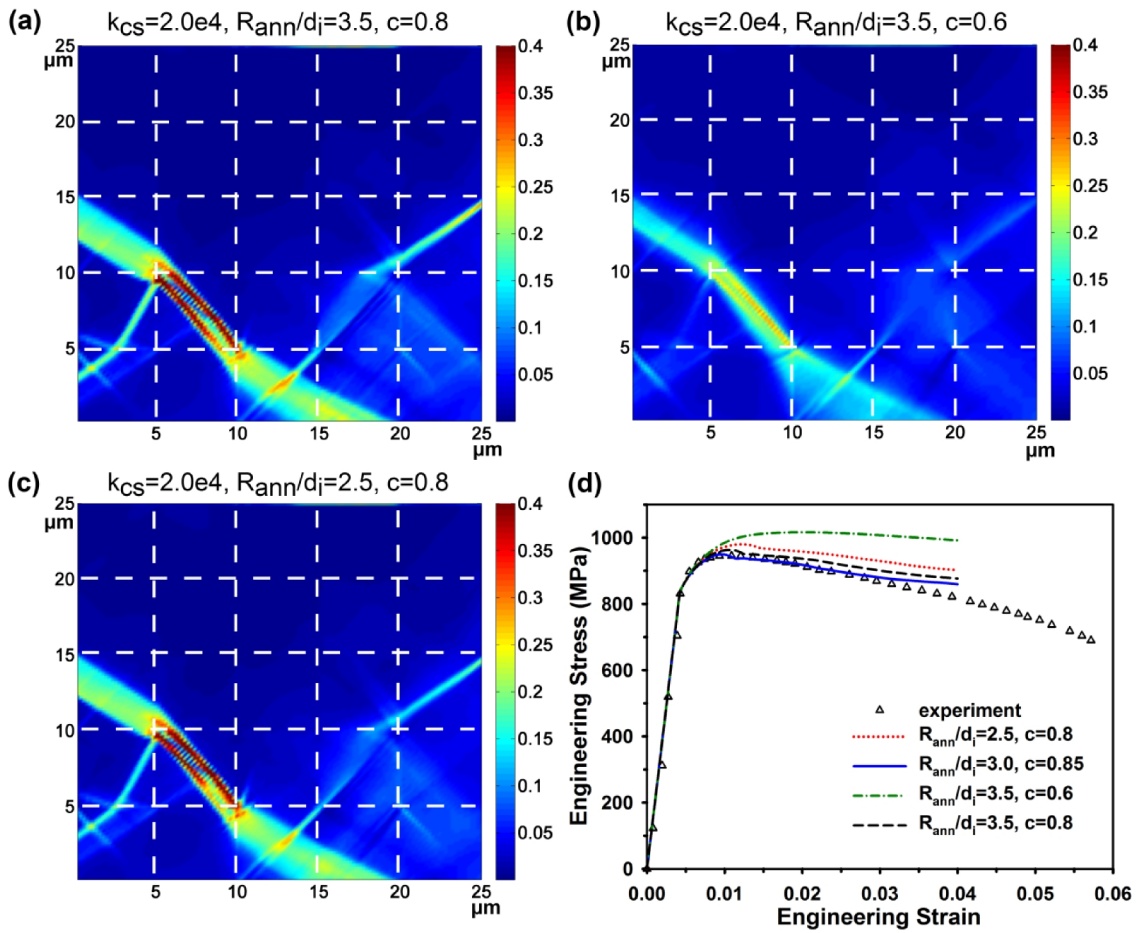 (a) k_cs=2.0e4, R_ann/d_i=3.5, c=0.8
25
µm
20
15
10
5
5 10 15 20 25
µm
0.4
0.35
0.3
0.25
0.2
0.15
0.1
0.05
(b) k_cs=2.0e4, R_ann/d_i=3.5, c=0.6
25
µm
20
15
10
5
5 10 15 20 25
µm
0.4
0.35
0.3
0.25
0.2
0.15
0.1
0.05
(c) k_cs=2.0e4, R_ann/d_i=2.5, c=0.8
25
µm
20
15
10
5
5 10 15 20 25
µm
0.4
0.35
0.3
0.25
0.2
0.15
0.1
0.05
(d)
Engineering Stress (MPa)
1000
800
600
400
200
0
experiment
R_ann/d_i=2.5, c=0.8
R_ann/d_i=3.0, c=0.85
R_ann/d_i=3.5, c=0.6
R_ann/d_i=3.5, c=0.8
0.00 0.01 0.02 0.03 0.04 0.05 0.06
Engineering Strain